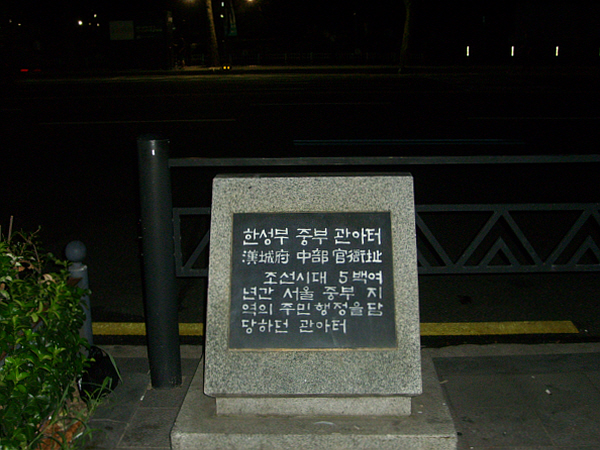 한성부 중부 관아터
漢城府 中部 官衙址
조선시대 5백여
년간 서울 중부 지
역의 주민행정을담
당하던 관아터